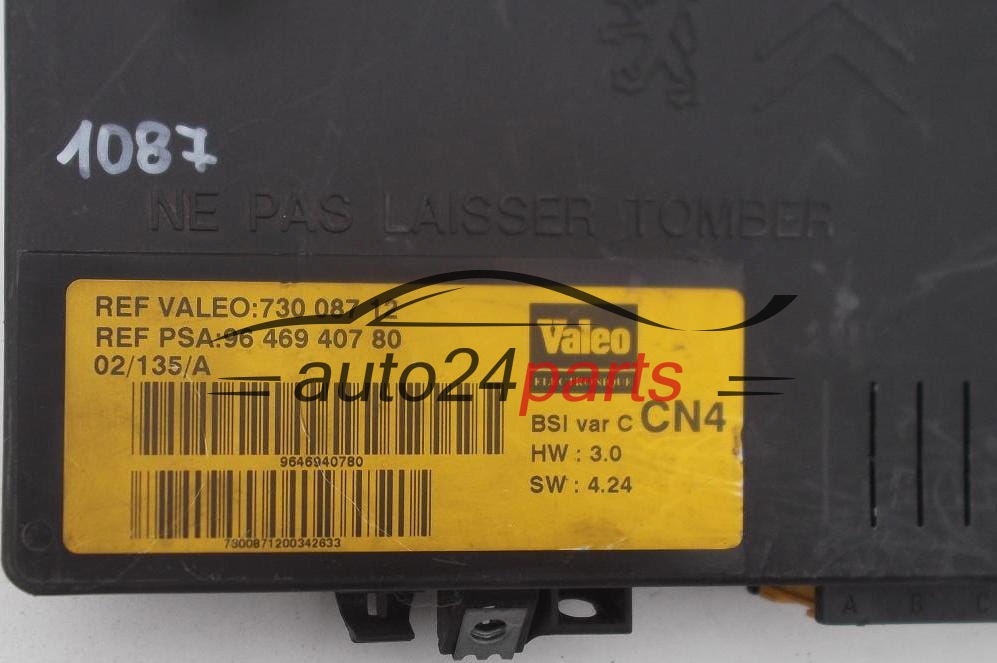 1087
NE PAS LAISSER TOMBER
REF VALEO:730 087 12
REF PSA:96 469 407 80
02/135/A
9646940780
7300871200342633
Valeo
ELECTRONIQUE
BSI var C CN4
HW : 3.0
SW : 4.24
auto24parts
A B C